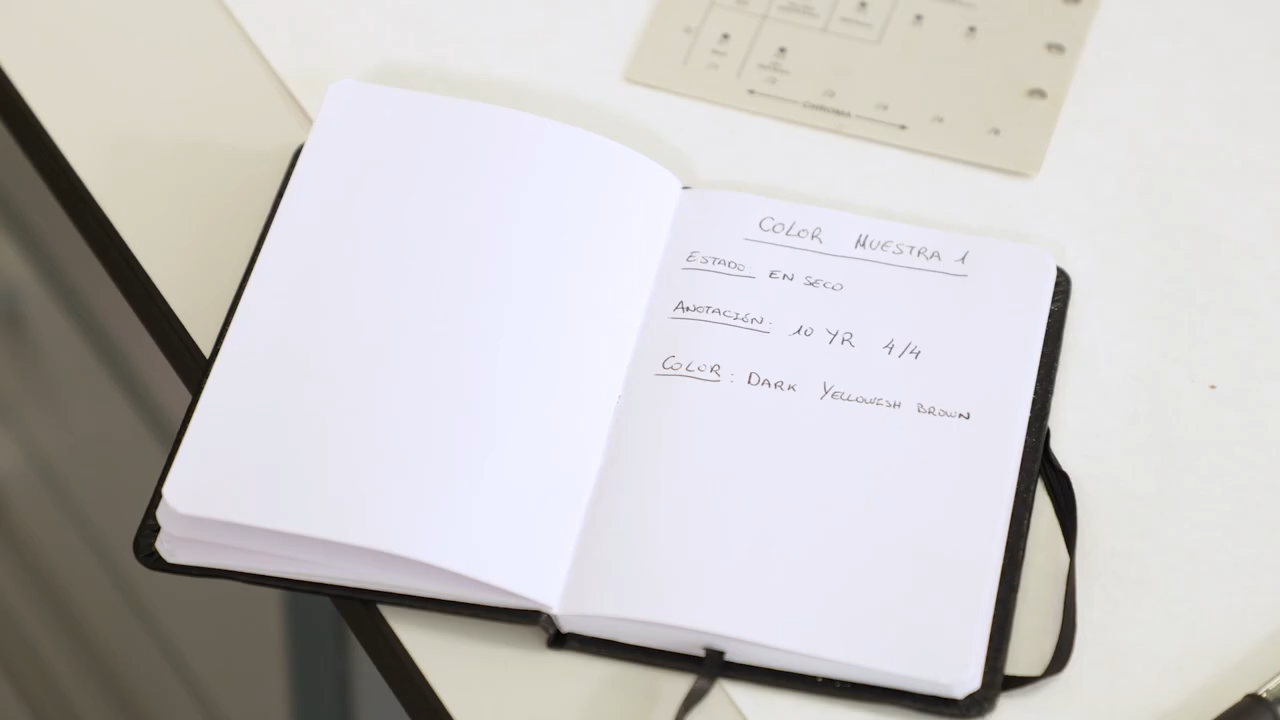 CHROMA
COLOR MUESTRA 1
ESTADO: EN SECO
ANOTACIÓN: 10 YR 4/4
COLOR: DARK YELLOWISH BROWN